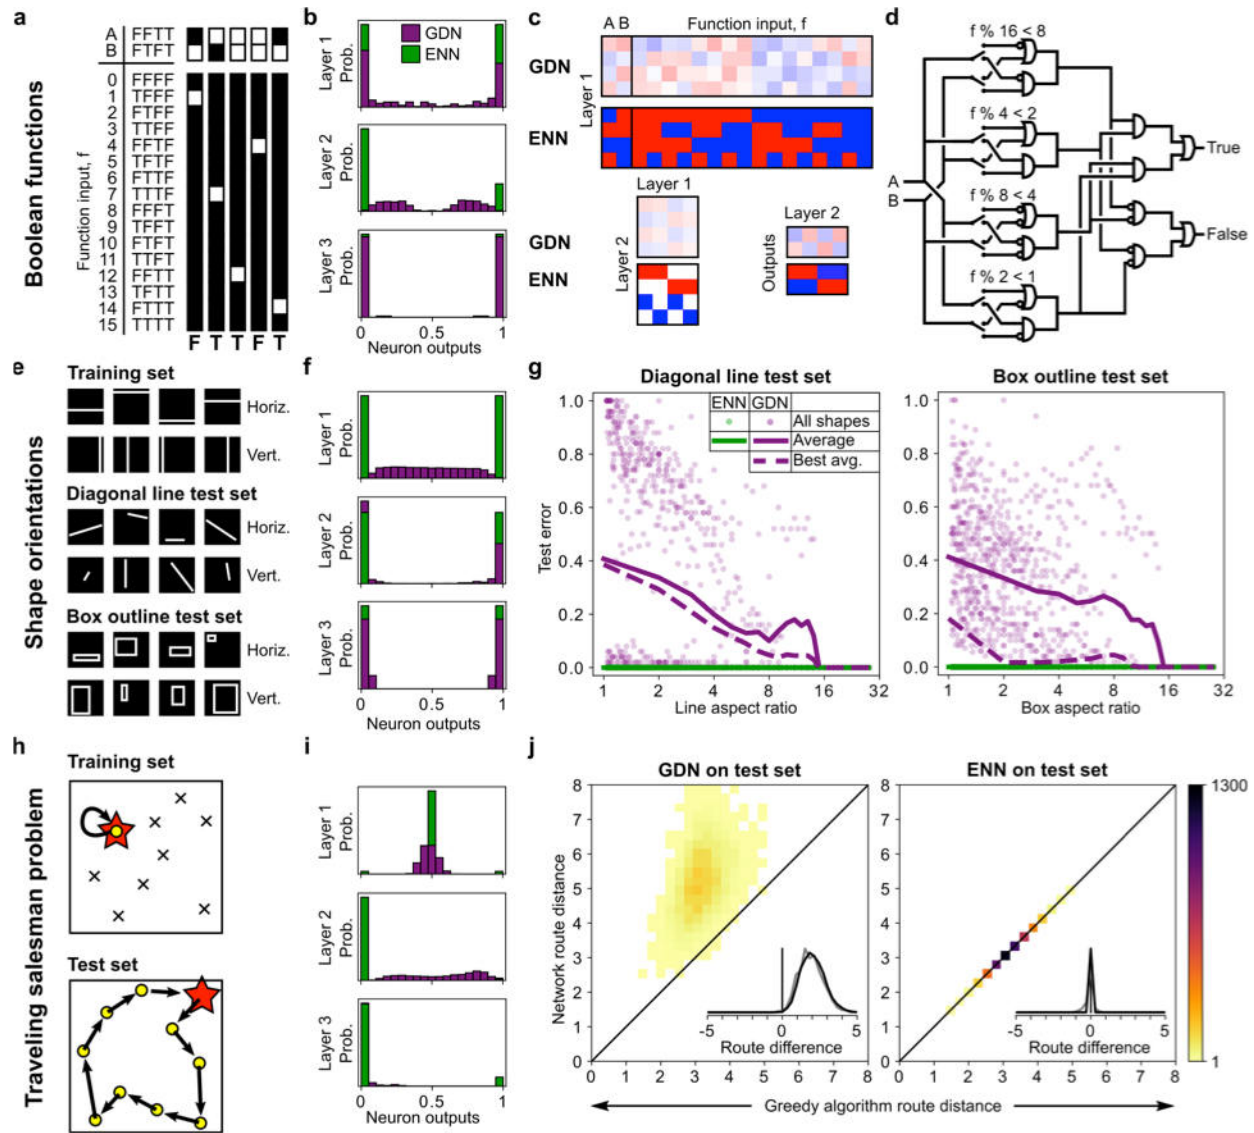 a
A FFTT
B FTFT
Boolean functions
Function input, f
0 FFFF
1 TFFF
2 FTFF
3 TTFF
4 FFTF
5 TFTF
6 FTTF
7 TTTF
8 FFFT
9 TFFT
10 FTFT
11 TTFT
12 FFTT
13 TFTT
14 FTTT
15 TTTT
F T T F T
b
GDN
ENN
Layer 1
Prob.
Layer 2
Prob.
Layer 3
Prob.
0 0.5 1
Neuron outputs
c
A B Function input, f
GDN
Layer 1
ENN
Layer 1
Layer 2
GDN
ENN
Layer 2
Outputs
d
f % 16 < 8
f % 4 < 2
A
B
f % 8 < 4
f % 2 < 1
True
False
e
Shape orientations
Training set
Horiz.
Vert.
Diagonal line test set
Horiz.
Vert.
Box outline test set
Horiz.
Vert.
f
Layer 1
Prob.
Layer 2
Prob.
Layer 3
Prob.
0 0.5 1
Neuron outputs
g
Diagonal line test set
ENN GDN
All shapes
Average
Best avg.
Test error
1.0
0.8
0.6
0.4
0.2
0.0
1 2 4 8 16 32
Line aspect ratio
Box outline test set
1.0
0.8
0.6
0.4
0.2
0.0
1 2 4 8 16 32
Box aspect ratio
h
Traveling salesman problem
Training set
Test set
i
Layer 1
Prob.
Layer 2
Prob.
Layer 3
Prob.
0 0.5 1
Neuron outputs
j
GDN on test set
Network route distance
8
7
6
5
4
3
2
1
0
-5 0 5
Route difference
0 1 2 3 4 5 6 7 8
ENN on test set
8
7
6
5
4
3
2
1
0
-5 0 5
Route difference
0 1 2 3 4 5 6 7 8
1300
1
Greedy algorithm route distance